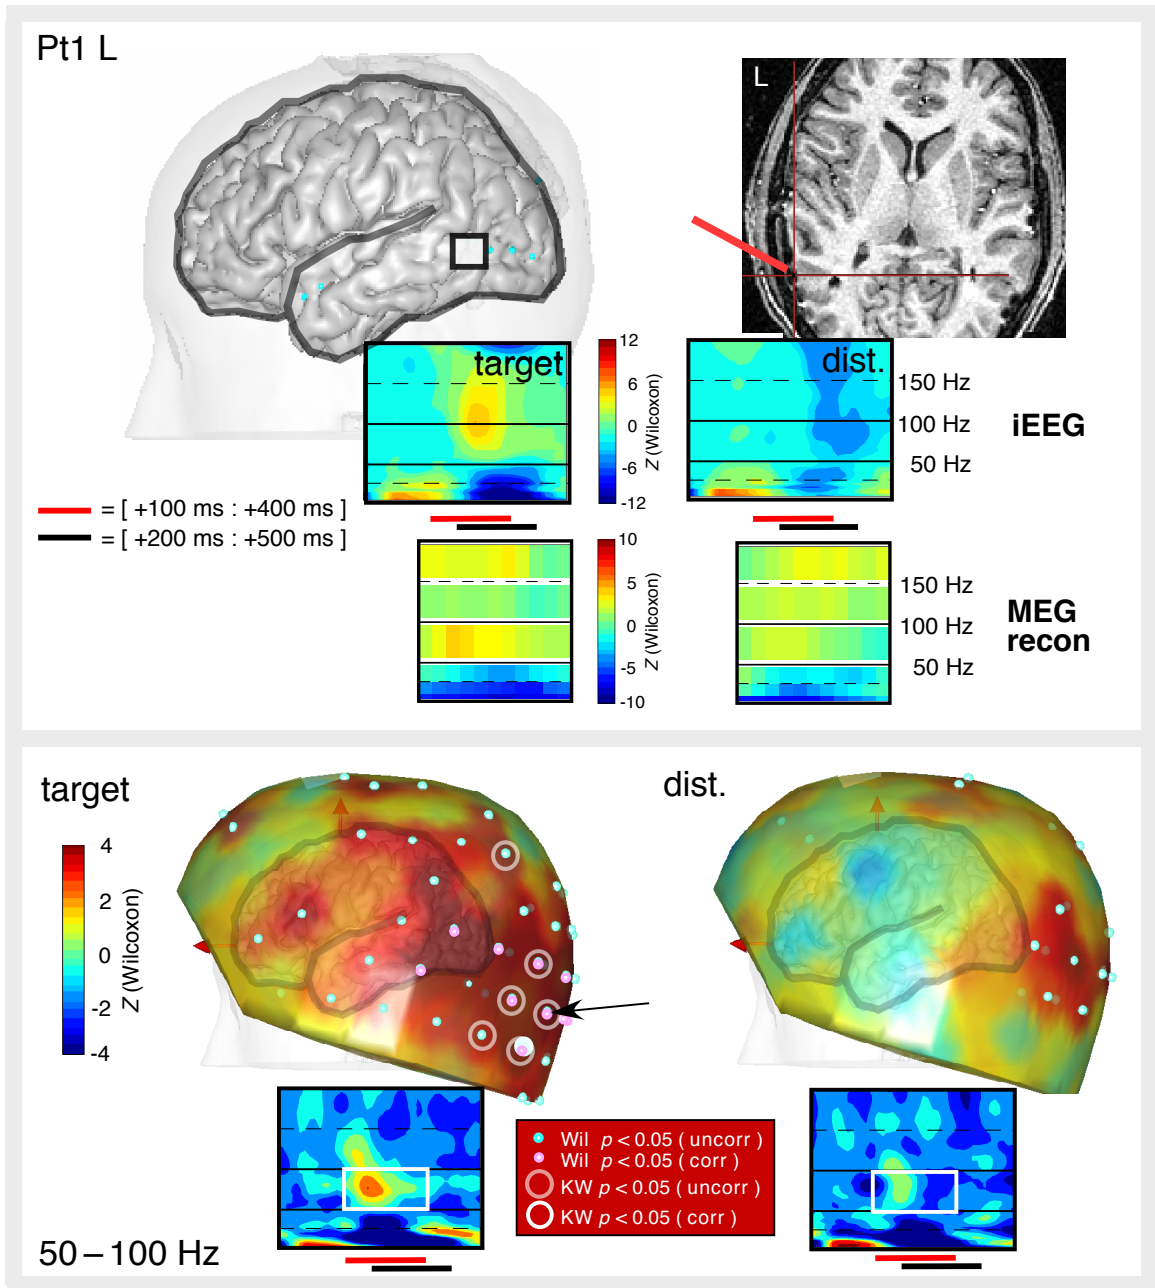 Pt1 L
L
target
dist.
12
6
0
-6
-12
Z (Wilcoxon)
150 Hz
100 Hz
50 Hz
iEEG
= [ +100 ms : +400 ms ]
= [ +200 ms : +500 ms ]
10
5
0
-5
-10
Z (Wilcoxon)
150 Hz
100 Hz
50 Hz
MEG
recon
target
dist.
4
2
0
-2
-4
Z (Wilcoxon)
Wil p < 0.05 ( uncorr )
Wil p < 0.05 ( corr )
KW p < 0.05 ( uncorr )
KW p < 0.05 ( corr )
50 – 100 Hz